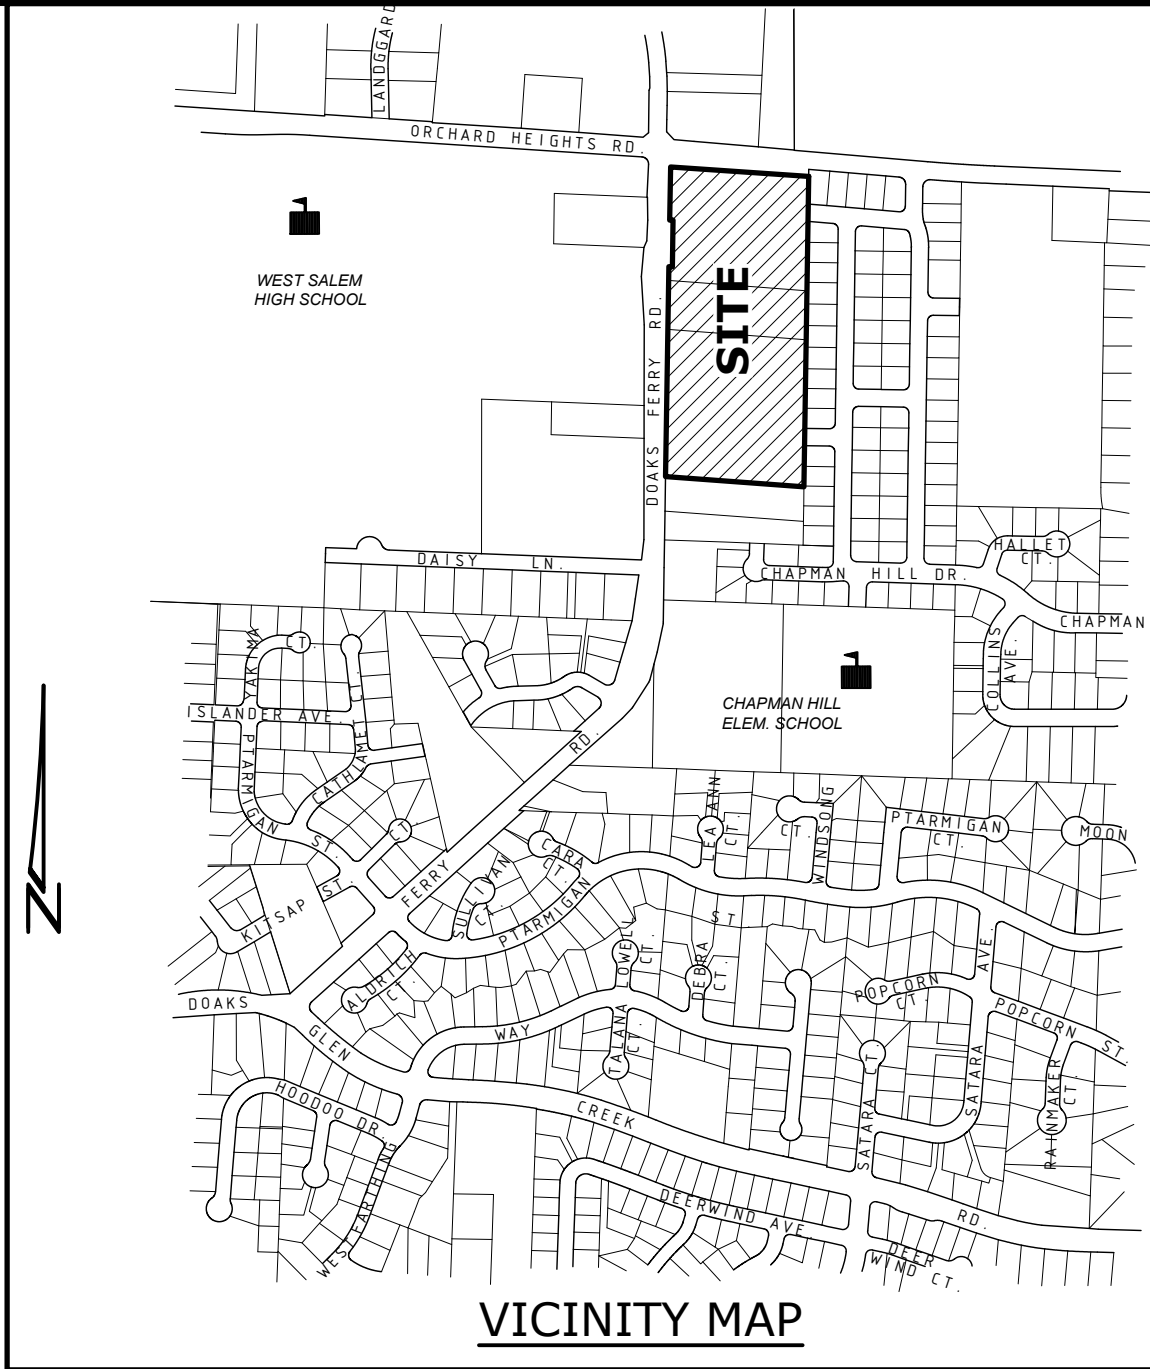 LANDGGARD
ORCHARD HEIGHTS RD.
WEST SALEM
HIGH SCHOOL
SITE
DOAKS FERRY RD.
DAISY LN.
HALLET
CT.
CHAPMAN HILL DR.
CHAPMAN
COLLINS
AVE.
CHAPMAN HILL
ELEM. SCHOOL
YAKIMA
CT.
ISLANDER AVE.
CATHLAMET CT.
PTARMIGAN ST.
CT.
KITSAP ST.
FERRY RD.
SULLIVAN
CT.
CARA
CT.
PTARMIGAN
ST
LEA ANN
CT.
CT.
WINDSONG
PTARMIGAN
CT.
MOON
N
DOAKS
ALDRICH
CT.
LOWELL
CT.
DEBRA
CT.
POPCORN
CT.
AVE.
SATARA
POPCORN ST.
GLEN
WAY
TALANA
CT.
SATARA CT.
RAINMAKER
CT.
HOODOO DR.
CREEK
RD.
WEST FARTHING
DEERWIND AVE.
DEER
WIND CT.
VICINITY MAP